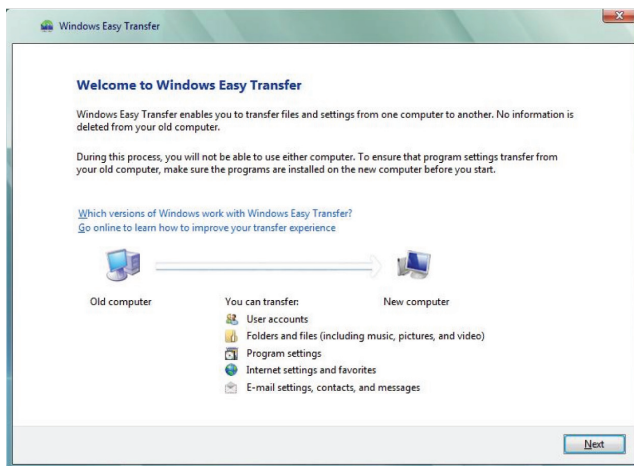 Windows Easy Transfer
Welcome to Windows Easy Transfer
Windows Easy Transfer enables you to transfer files and settings from one computer to another. No information is
deleted from your old computer.
During this process, you will not be able to use either computer. To ensure that program settings transfer from
your old computer, make sure the programs are installed on the new computer before you start.
Which versions of Windows work with Windows Easy Transfer?
Go online to learn how to improve your transfer experience
Old computer
You can transfer:
New computer
User accounts
Folders and files (including music, pictures, and video)
Program settings
Internet settings and favorites
E-mail settings, contacts, and messages
Next